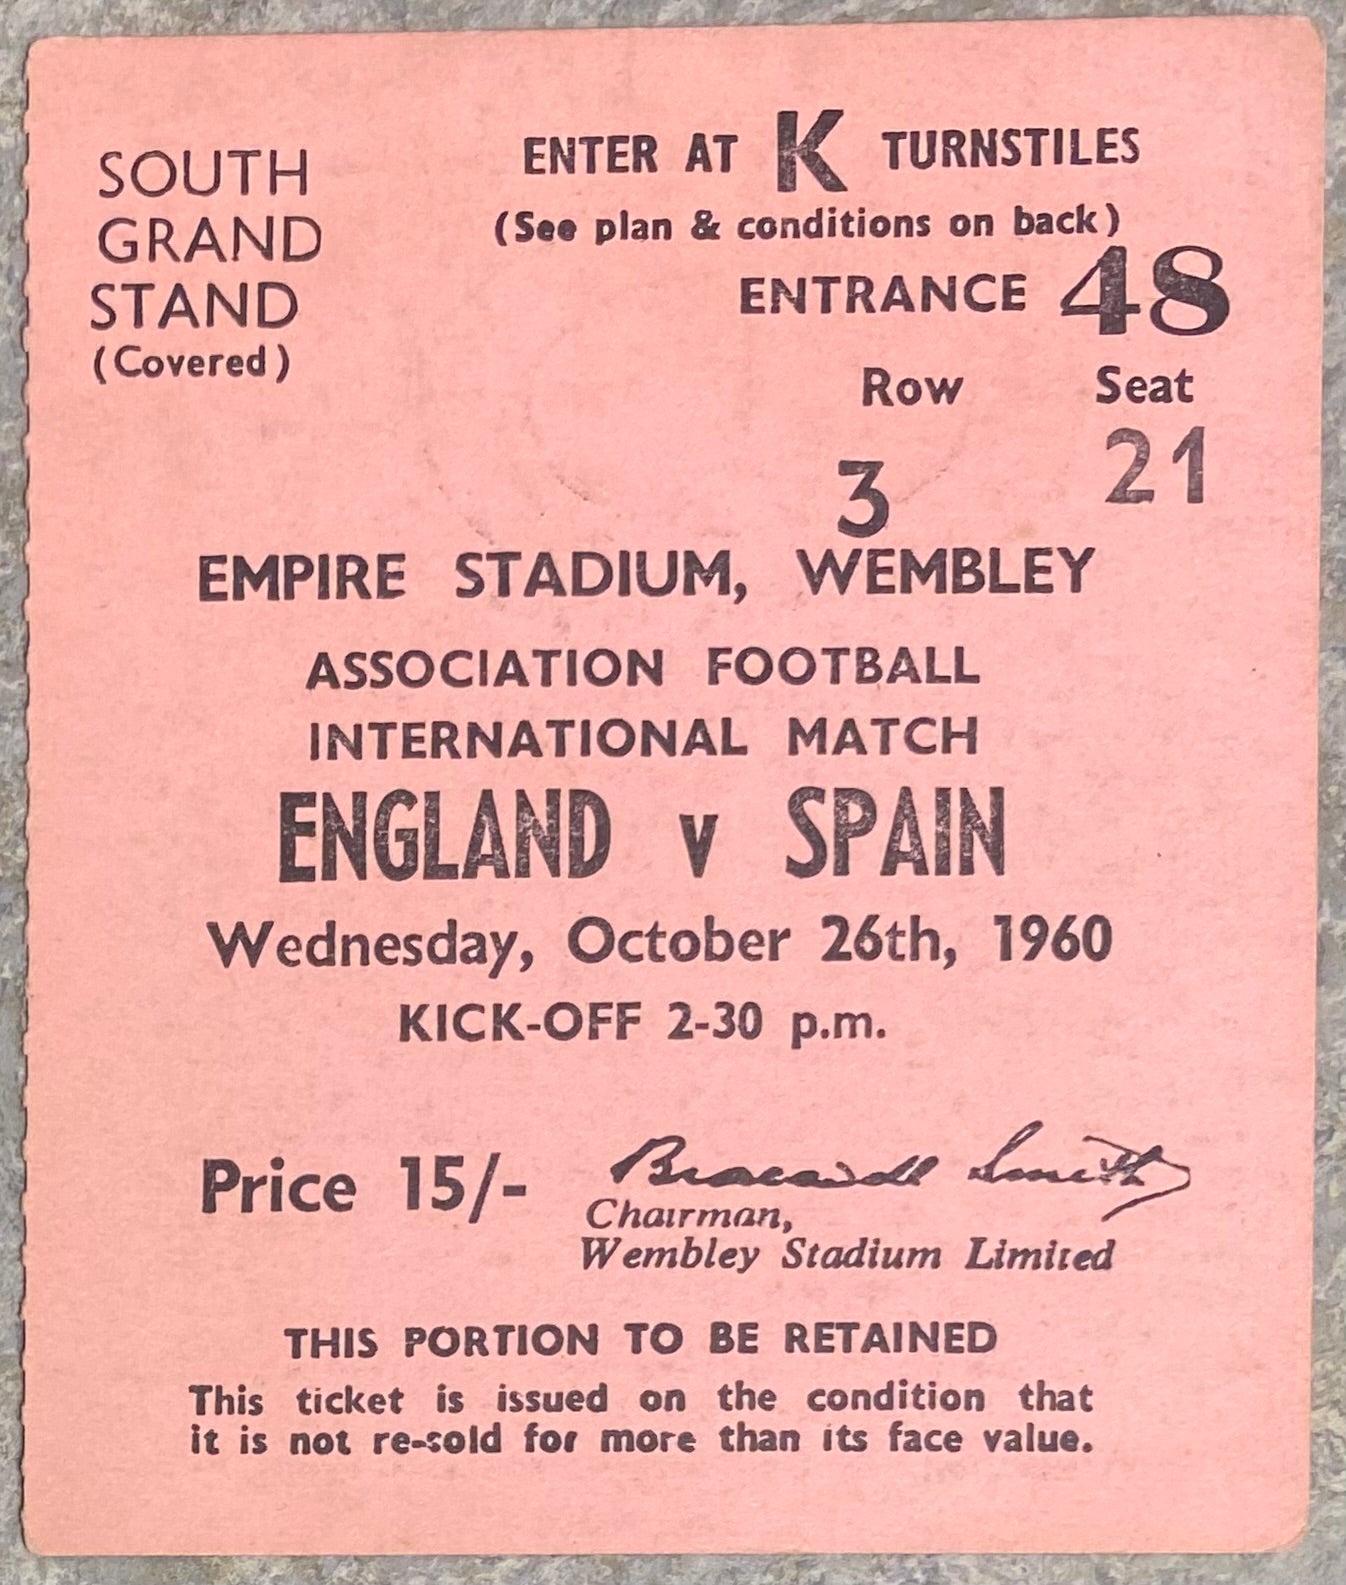 SOUTH
GRAND
STAND
(Covered)
ENTER AT K TURNSTILES
(See plan & conditions on back)
ENTRANCE 48
Row Seat
3 21
EMPIRE STADIUM, WEMBLEY
ASSOCIATION FOOTBALL
INTERNATIONAL MATCH
ENGLAND v SPAIN
Wednesday, October 26th, 1960
KICK-OFF 2-30 p.m.
Price 15/-
Bracewell Smith
Chairman,
Wembley Stadium Limited
THIS PORTION TO BE RETAINED
This ticket is issued on the condition that
it is not re-sold for more than its face value.